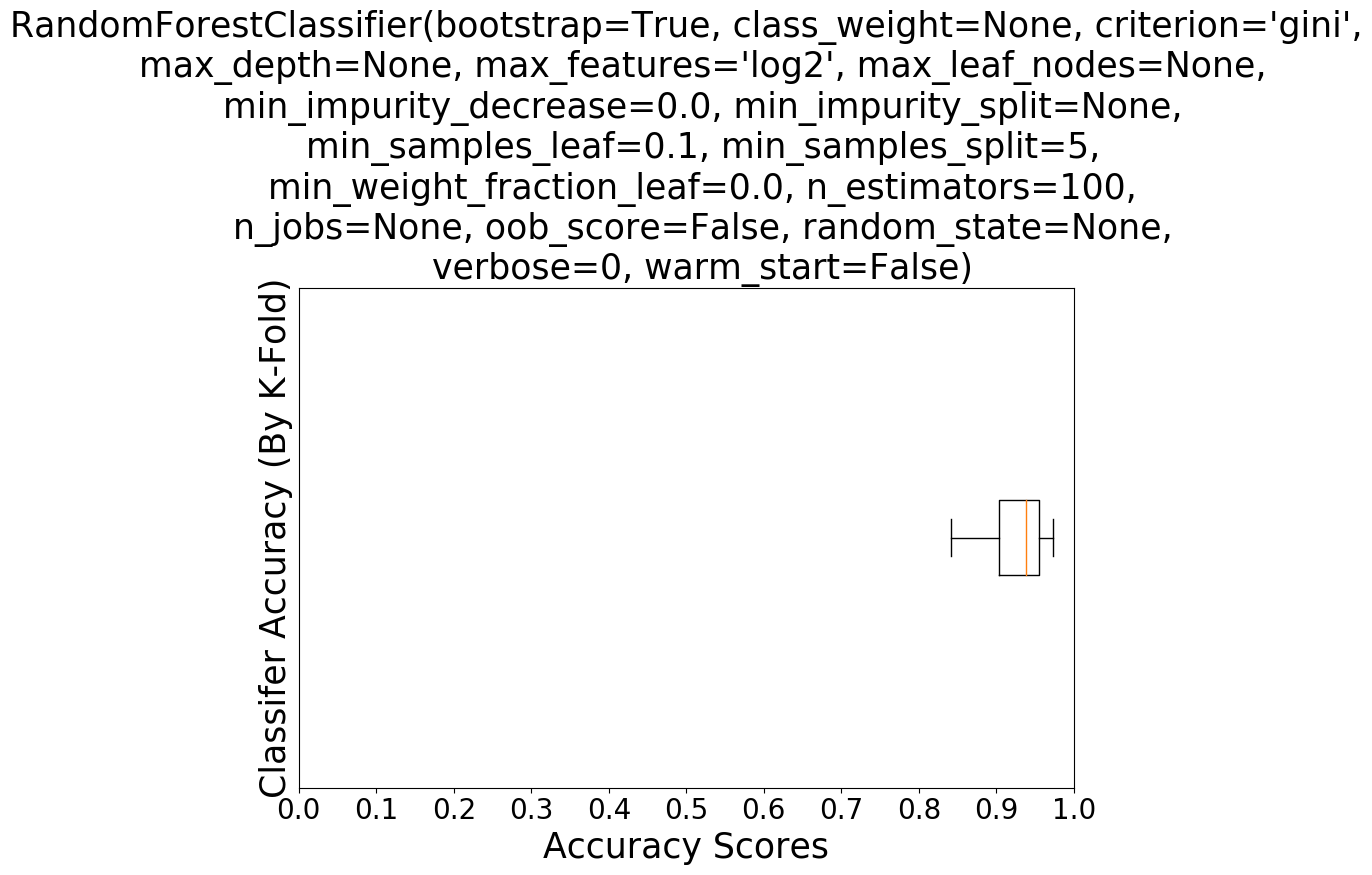 RandomForestClassifier(bootstrap=True, class_weight=None, criterion='gini',
max_depth=None, max_features='log2', max_leaf_nodes=None,
min_impurity_decrease=0.0, min_impurity_split=None,
min_samples_leaf=0.1, min_samples_split=5,
min_weight_fraction_leaf=0.0, n_estimators=100,
n_jobs=None, oob_score=False, random_state=None,
verbose=0, warm_start=False)
Classifer Accuracy (By K-Fold)
0.0 0.1 0.2 0.3 0.4 0.5 0.6 0.7 0.8 0.9 1.0
Accuracy Scores